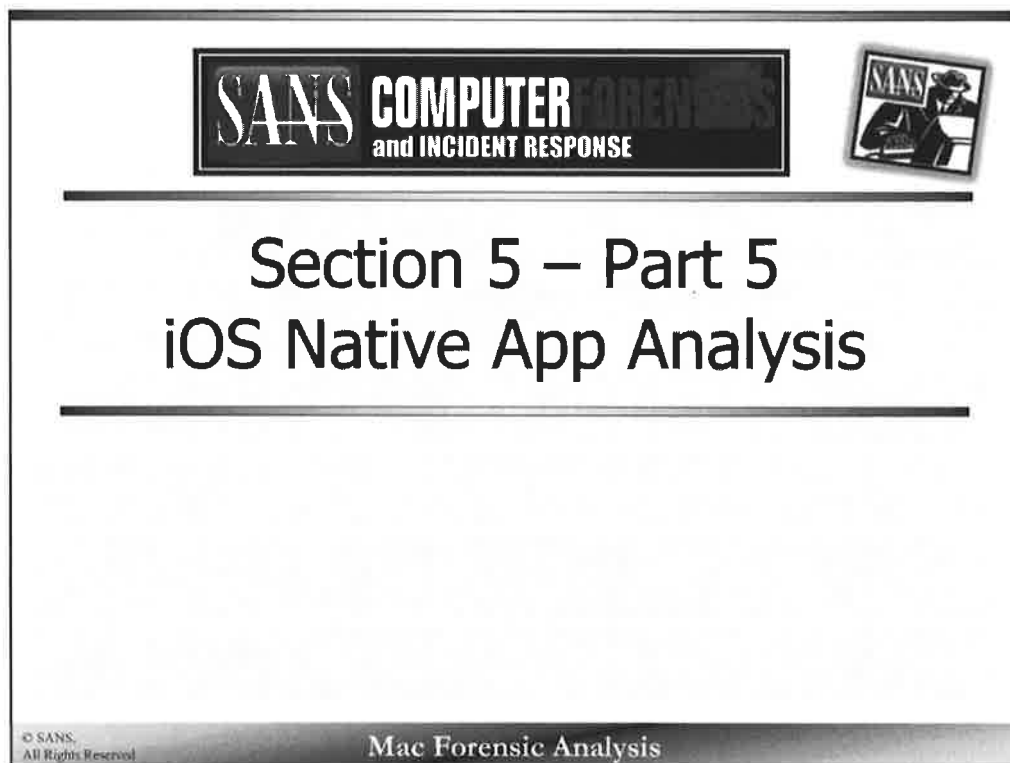 SANS COMPUTER FORENSICS
and INCIDENT RESPONSE
SANS
Section 5 – Part 5
iOS Native App Analysis
© SANS,
All Rights Reserved
Mac Forensic Analysis